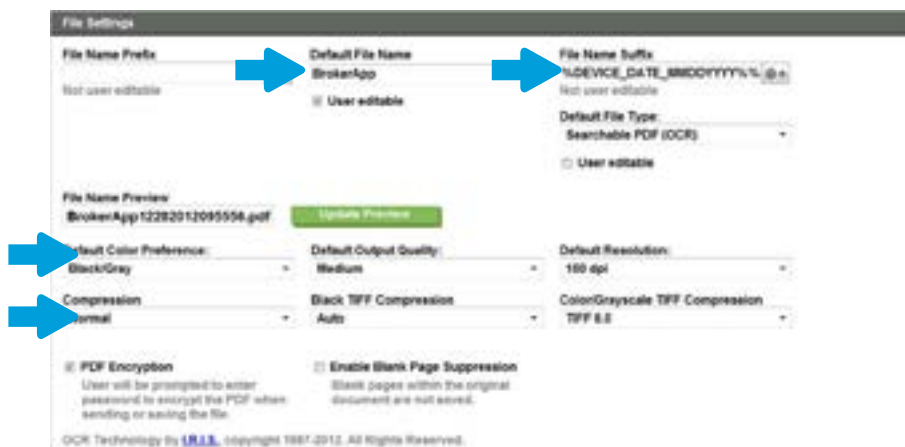 File Settings
File Name Prefix
Default File Name
File Name Suffix
BrokerApp
%DEVICE_DATE_MMDDYYYY%%
Not user editable
Not user editable
User editable
Default File Type:
Searchable PDF (OCR)
User editable
File Name Preview
BrokerApp12282012095556.pdf
Update Preview
Default Color Preference:
Default Output Quality:
Default Resolution:
Black/Gray
Medium
Compression
Black TIFF Compression
Color/Grayscale TIFF Compression
Normal
Auto
TIFF 6.0
PDF Encryption
Enable Blank Page Suppression
User will be prompted to enter
Blank pages within the original
password to encrypt the PDF when
document are not saved.
sending or saving the file
OCR Technology by I.R.I.S., copyright 1987-2012. All Rights Reserved.